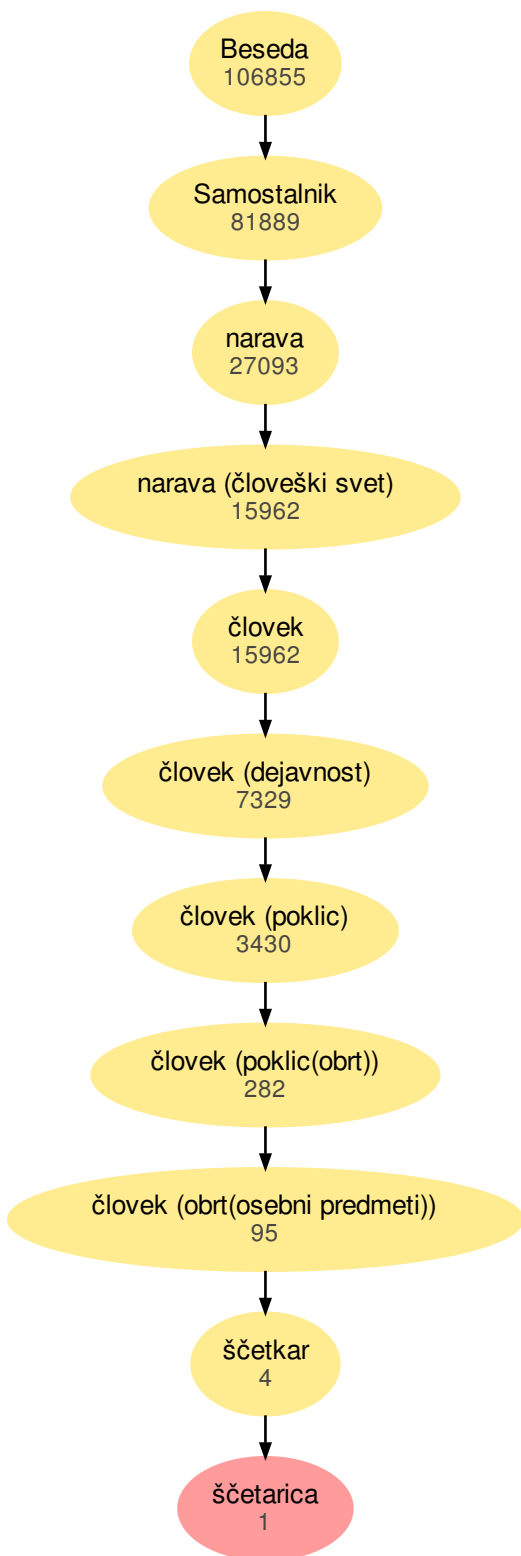 Beseda
106855
Samostalnik
81889
narava
27093
narava (človeški svet)
15962
človek
15962
človek (dejavnost)
7329
človek (poklic)
3430
človek (poklic(obrt))
282
človek (obrt(osebni predmeti))
95
ščetkar
4
ščetarica
1